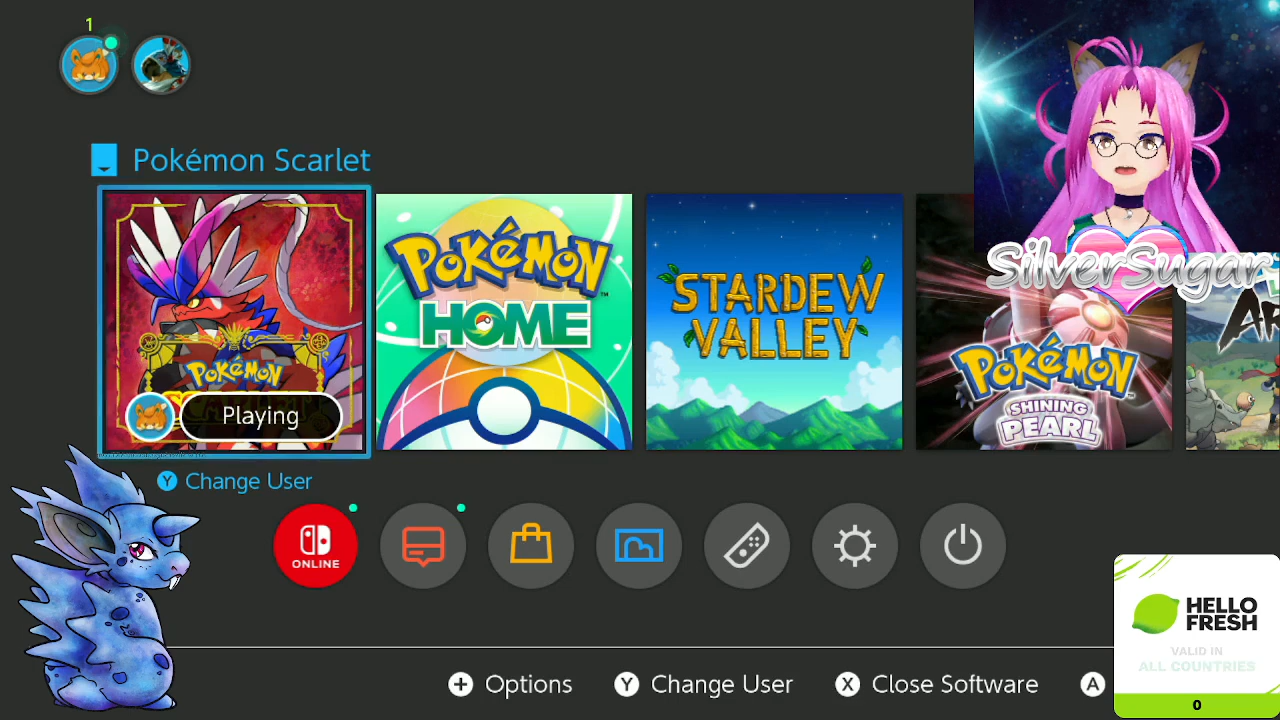 1
Pokémon Scarlet
POKéMON
Playing
POKéMON
HOME
STARDEW
VALLEY
POKéMON
SHINING
PEARL
SilverSugar
Y Change User
ONLINE
HELLO
FRESH
VALID IN
ALL COUNTRIES
0
+ Options
Y Change User
X Close Software
A